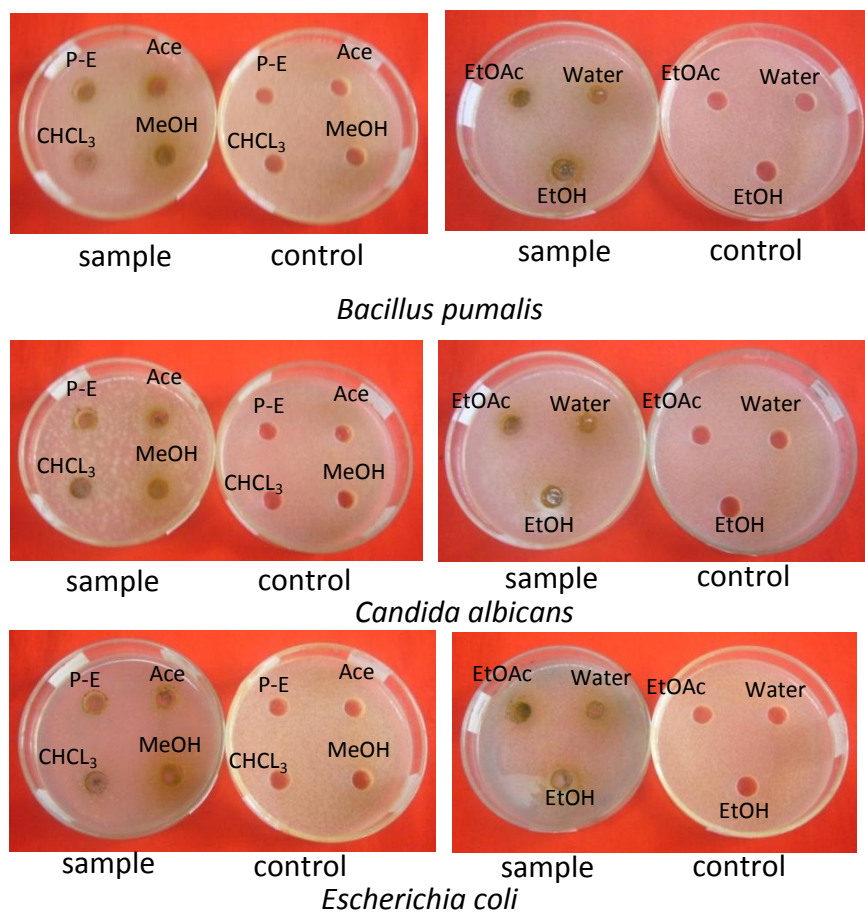 P-E Ace P-E Ace
CHCL₃ MeOH CHCL₃ MeOH
EtOAc Water EtOAc Water
EtOH EtOH
sample control sample control
Bacillus pumalis
P-E Ace P-E Ace
CHCL₃ MeOH CHCL₃ MeOH
EtOAc Water EtOAc Water
EtOH EtOH
sample control sample control
Candida albicans
P-E Ace P-E Ace
CHCL₃ MeOH CHCL₃ MeOH
EtOAc Water EtOAc Water
EtOH EtOH
sample control sample control
Escherichia coli